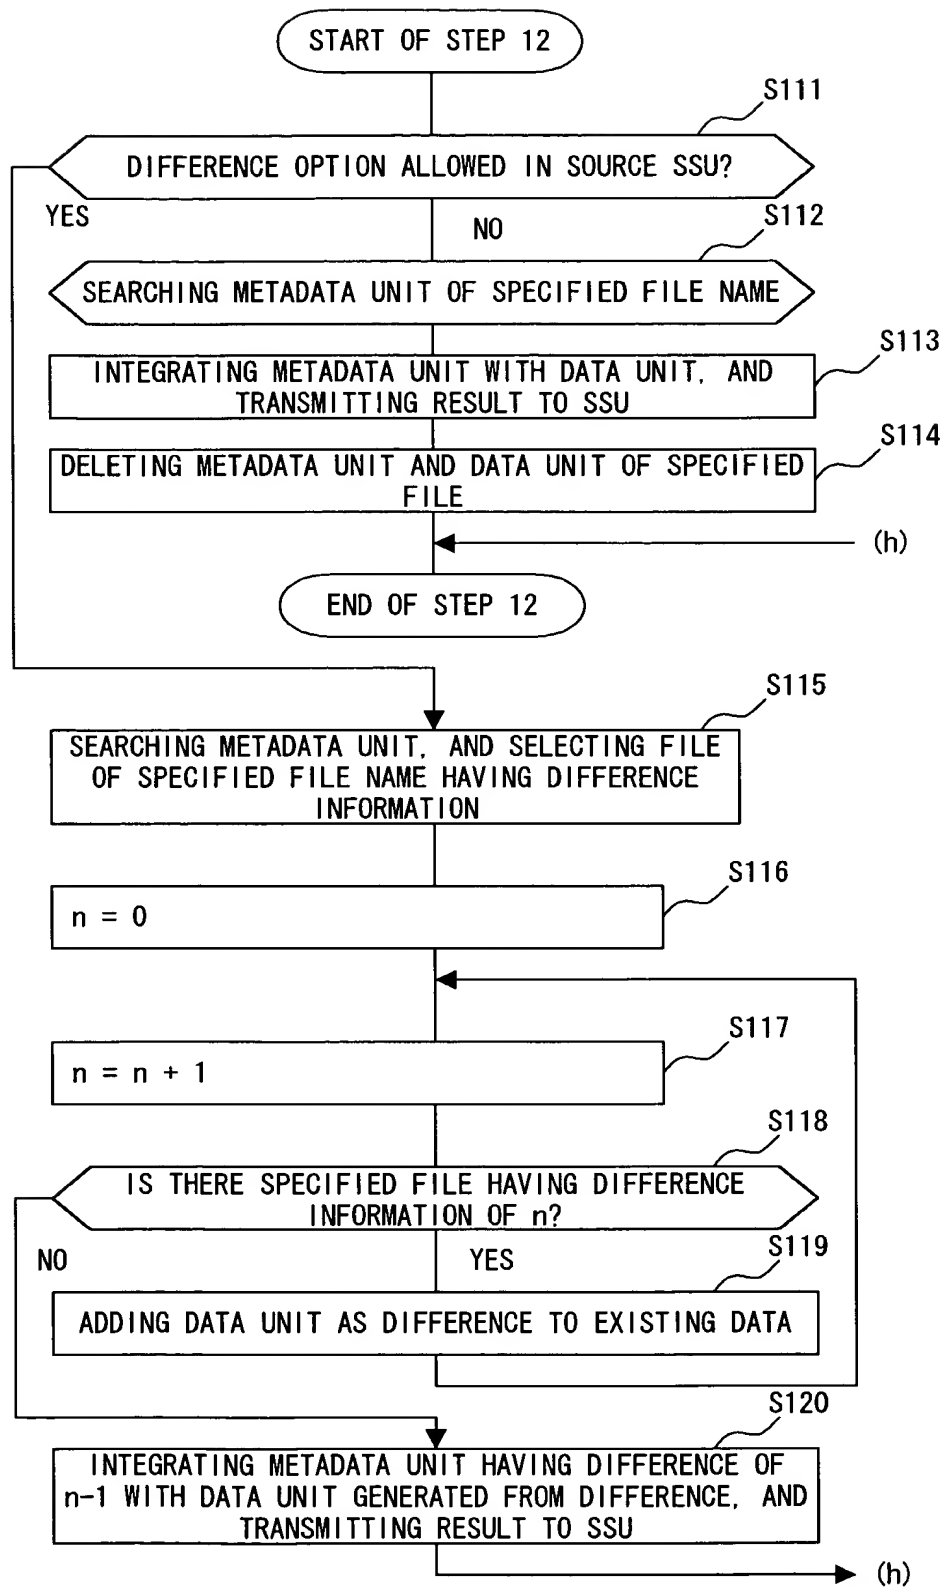 START OF STEP 12
S111
DIFFERENCE OPTION ALLOWED IN SOURCE SSU?
YES
NO
S112
SEARCHING METADATA UNIT OF SPECIFIED FILE NAME
S113
INTEGRATING METADATA UNIT WITH DATA UNIT, AND
TRANSMITTING RESULT TO SSU
S114
DELETING METADATA UNIT AND DATA UNIT OF SPECIFIED
FILE
(h)
END OF STEP 12
S115
SEARCHING METADATA UNIT, AND SELECTING FILE
OF SPECIFIED FILE NAME HAVING DIFFERENCE
INFORMATION
S116
n = 0
S117
n = n + 1
S118
IS THERE SPECIFIED FILE HAVING DIFFERENCE
INFORMATION OF n?
NO
YES
S119
ADDING DATA UNIT AS DIFFERENCE TO EXISTING DATA
S120
INTEGRATING METADATA UNIT HAVING DIFFERENCE OF
n-1 WITH DATA UNIT GENERATED FROM DIFFERENCE, AND
TRANSMITTING RESULT TO SSU
(h)